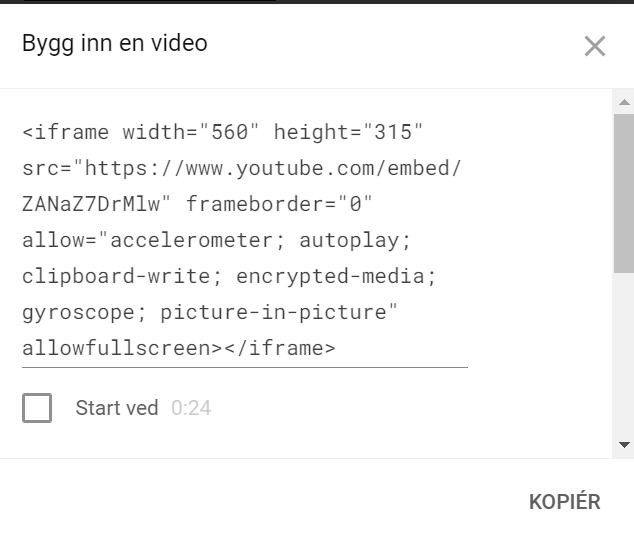 Bygg inn en video
<iframe width="560" height="315"
src="https://www.youtube.com/embed/
ZANaZ7DrMlw" frameborder="0"
allow="accelerometer; autoplay;
clipboard-write; encrypted-media;
gyroscope; picture-in-picture"
allowfullscreen></iframe>
Start ved 0:24
KOPIÉR